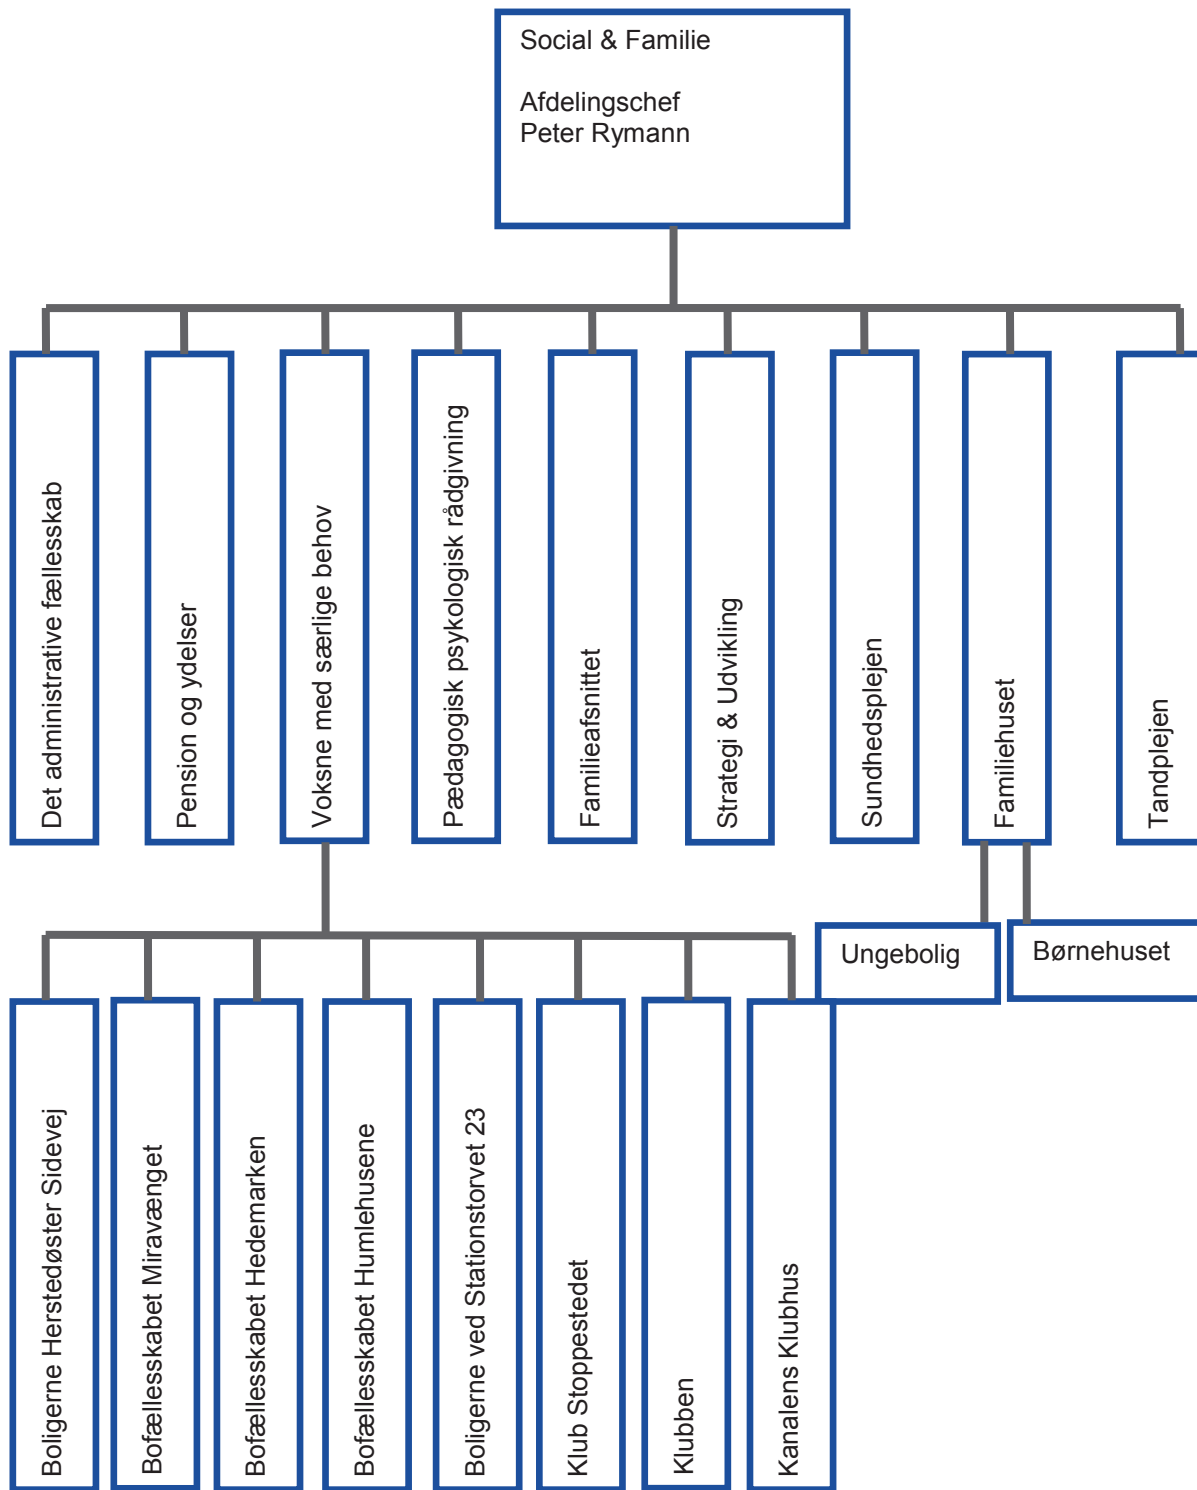 Social & Familie
Afdelingschef
Peter Rymann
Det administrative fællesskab
Pension og ydelser
Voksne med særlige behov
Pædagogisk psykologisk rådgivning
Familieafsnittet
Strategi & Udvikling
Sundhedsplejen
Familiehuset
Tandplejen
Ungebolig
Børnehuset
Boligerne Herstedøster Sidevej
Bofællesskabet Miravænget
Bofællesskabet Hedemarken
Bofællesskabet Humlehusene
Boligerne ved Stationstorvet 23
Klub Stoppestedet
Klubben
Kanalens Klubhus